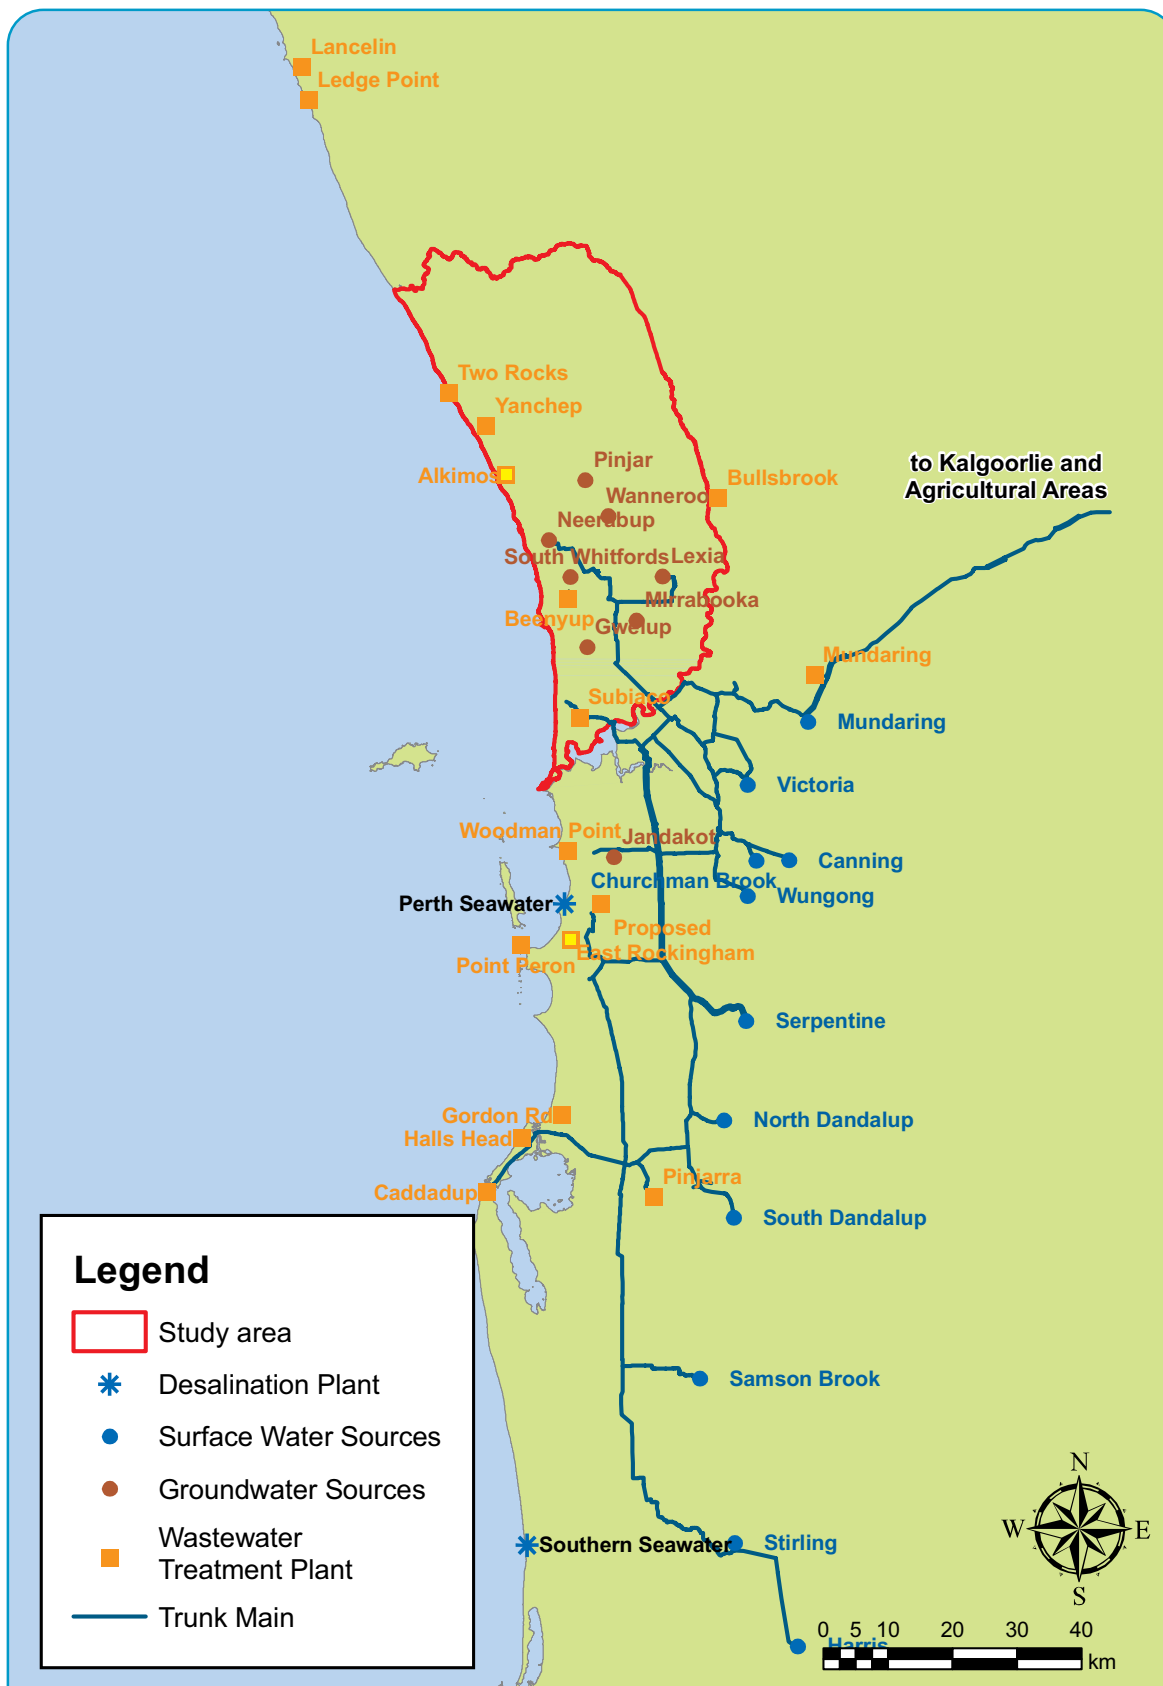 Lancelin
Ledge Point
Two Rocks
Yanchep
Alkimos
Pinjar
Wanneroo
Bullsbrook
to Kalgoorlie and
Agricultural Areas
Neerabup
South Whitfords
Lexia
Beenyup
MIrrabooka
Gwelup
Mundaring
Subiaco
Mundaring
Victoria
Woodman Point
Jandakot
Canning
Churchman Brook
Wungong
Perth Seawater
Proposed
East Rockingham
Point Peron
Serpentine
Gordon Rd
Halls Head
North Dandalup
Caddadup
Pinjarra
South Dandalup
Legend
Study area
Desalination Plant
Surface Water Sources
Groundwater Sources
Wastewater
Treatment Plant
Trunk Main
Samson Brook
Southern Seawater
Stirling
Harris
N
W
E
S
0 5 10 20 30 40
km